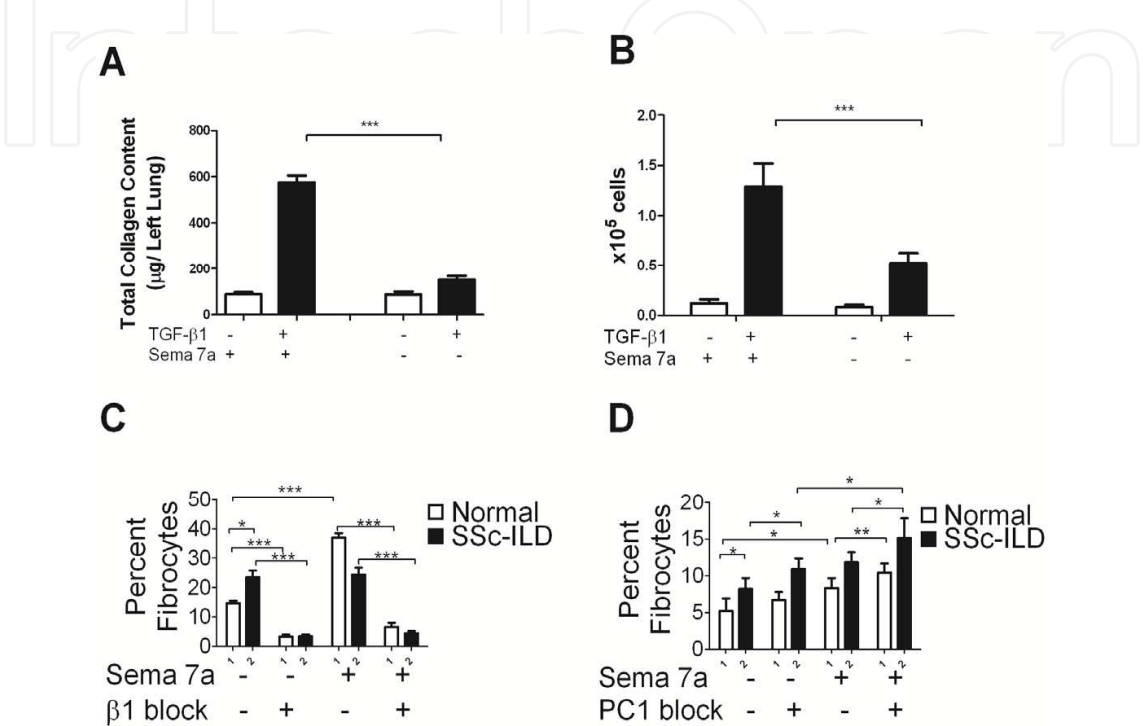 IntechOpen
A
Total Collagen Content
(μg/ Left Lung)
800
600
400
200
0
***
TGF-β1 - + - +
Sema 7a + + - -
B
x10⁵ cells
2.0
1.5
1.0
0.5
0.0
***
TGF-β1 - + - +
Sema 7a + + - -
C
Percent
Fibrocytes
50
40
30
20
10
0
***
*
***
***
***
***
Normal
SSc-ILD
1 2 1 2 1 2 1 2
Sema 7a - - + +
β1 block - + - +
D
Percent
Fibrocytes
20
15
10
5
0
*
*
*
*
**
*
Normal
SSc-ILD
1 2 1 2 1 2 1 2
Sema 7a - - + +
PC1 block - + - +